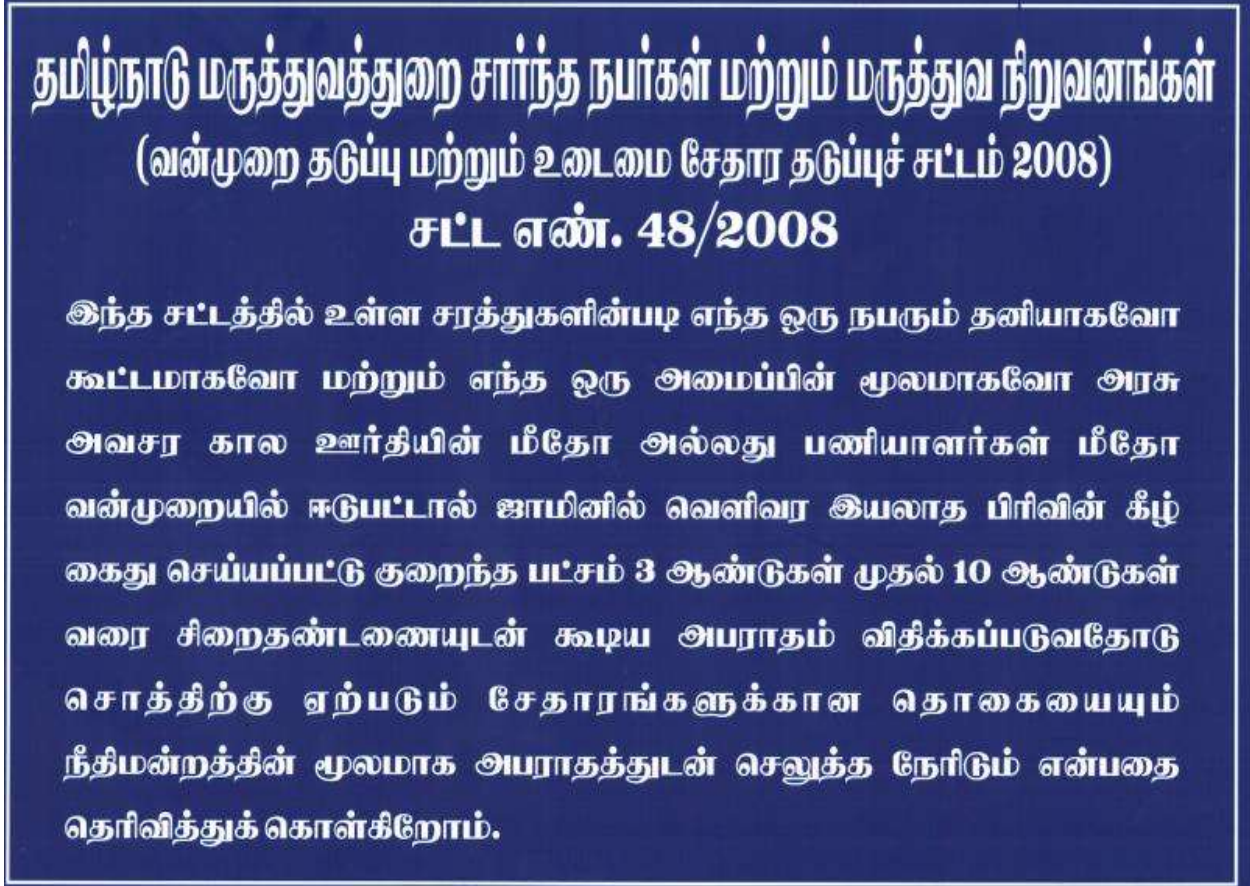 தமிழ்நாடு மருத்துவத்துறை சார்ந்த நபர்கள் மற்றும் மருத்துவ நிறுவனங்கள்
(வன்முறை தடுப்பு மற்றும் உடைமை சேதார தடுப்புச் சட்டம் 2008)
சட்ட எண். 48/2008
இந்த சட்டத்தில் உள்ள சரத்துகளின்படி எந்த ஒரு நபரும் தனியாகவோ
கூட்டமாகவோ மற்றும் எந்த ஒரு அமைப்பின் மூலமாகவோ அரசு
அவசர கால ஊர்தியின் மீதோ அல்லது பணியாளர்கள் மீதோ
வன்முறையில் ஈடுபட்டால் ஜாமினில் வெளிவர இயலாத பிரிவின் கீழ்
கைது செய்யப்பட்டு குறைந்த பட்சம் 3 ஆண்டுகள் முதல் 10 ஆண்டுகள்
வரை சிறைதண்டணையுடன் கூடிய அபராதம் விதிக்கப்படுவதோடு
சொத்திற்கு ஏற்படும் சேதாரங்களுக்கான தொகையையும்
நீதிமன்றத்தின் மூலமாக அபராதத்துடன் செலுத்த நேரிடும் என்பதை
தெரிவித்துக் கொள்கிறோம்.